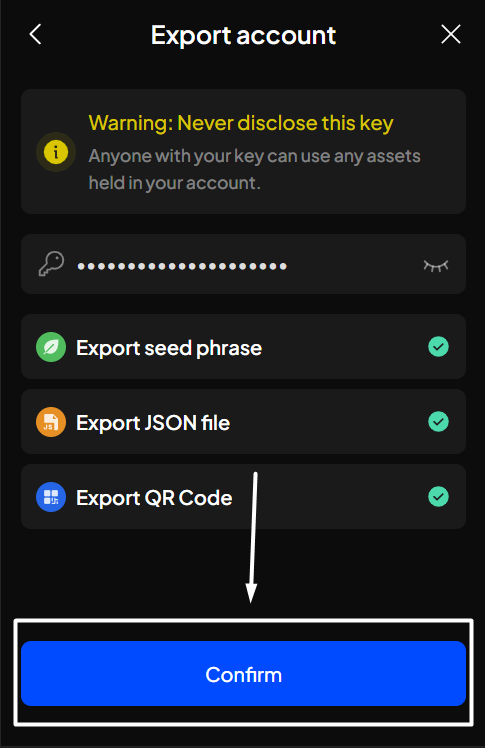 Export account
Warning: Never disclose this key
Anyone with your key can use any assets
held in your account.
••••••••••••••••••••
Export seed phrase
JS
Export JSON file
Export QR Code
Confirm